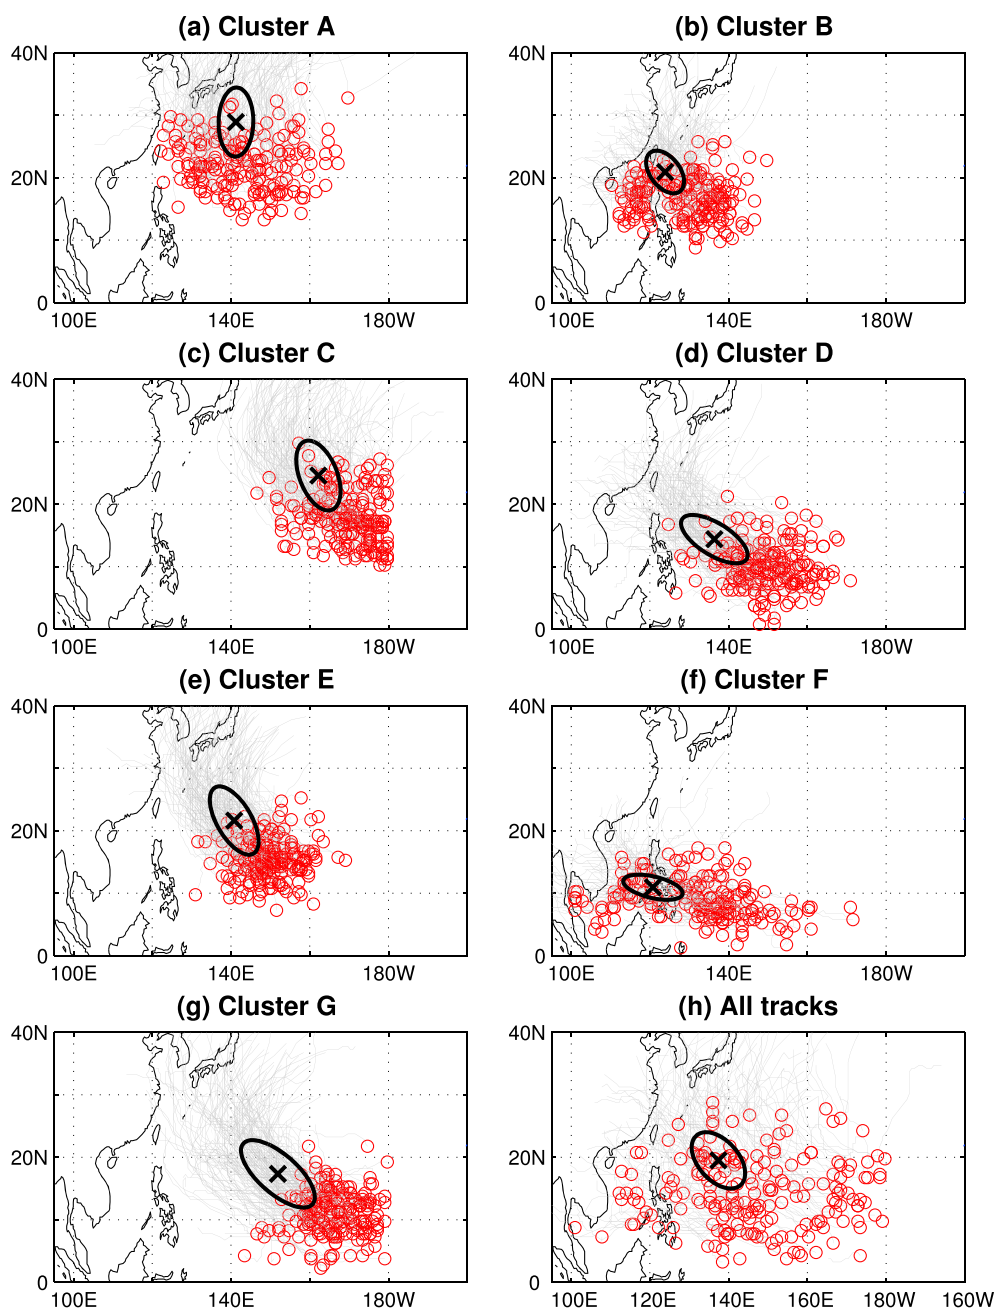 (a) Cluster A
(b) Cluster B
40N
20N
0
100E 140E 180W
40N
20N
0
100E 140E 180W
(c) Cluster C
(d) Cluster D
40N
20N
0
100E 140E 180W
40N
20N
0
100E 140E 180W
(e) Cluster E
(f) Cluster F
40N
20N
0
100E 140E 180W
40N
20N
0
100E 140E 180W
(g) Cluster G
(h) All tracks
40N
20N
0
100E 140E 180W
40N
20N
0
100E 120E 140E 160E 180W 160W